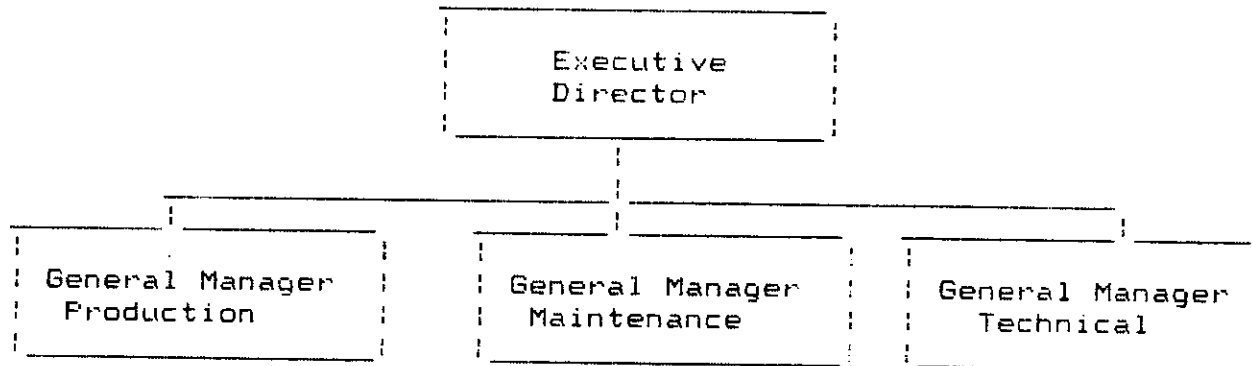 Executive
Director
General Manager
Production
General Manager
Maintenance
General Manager
Technical